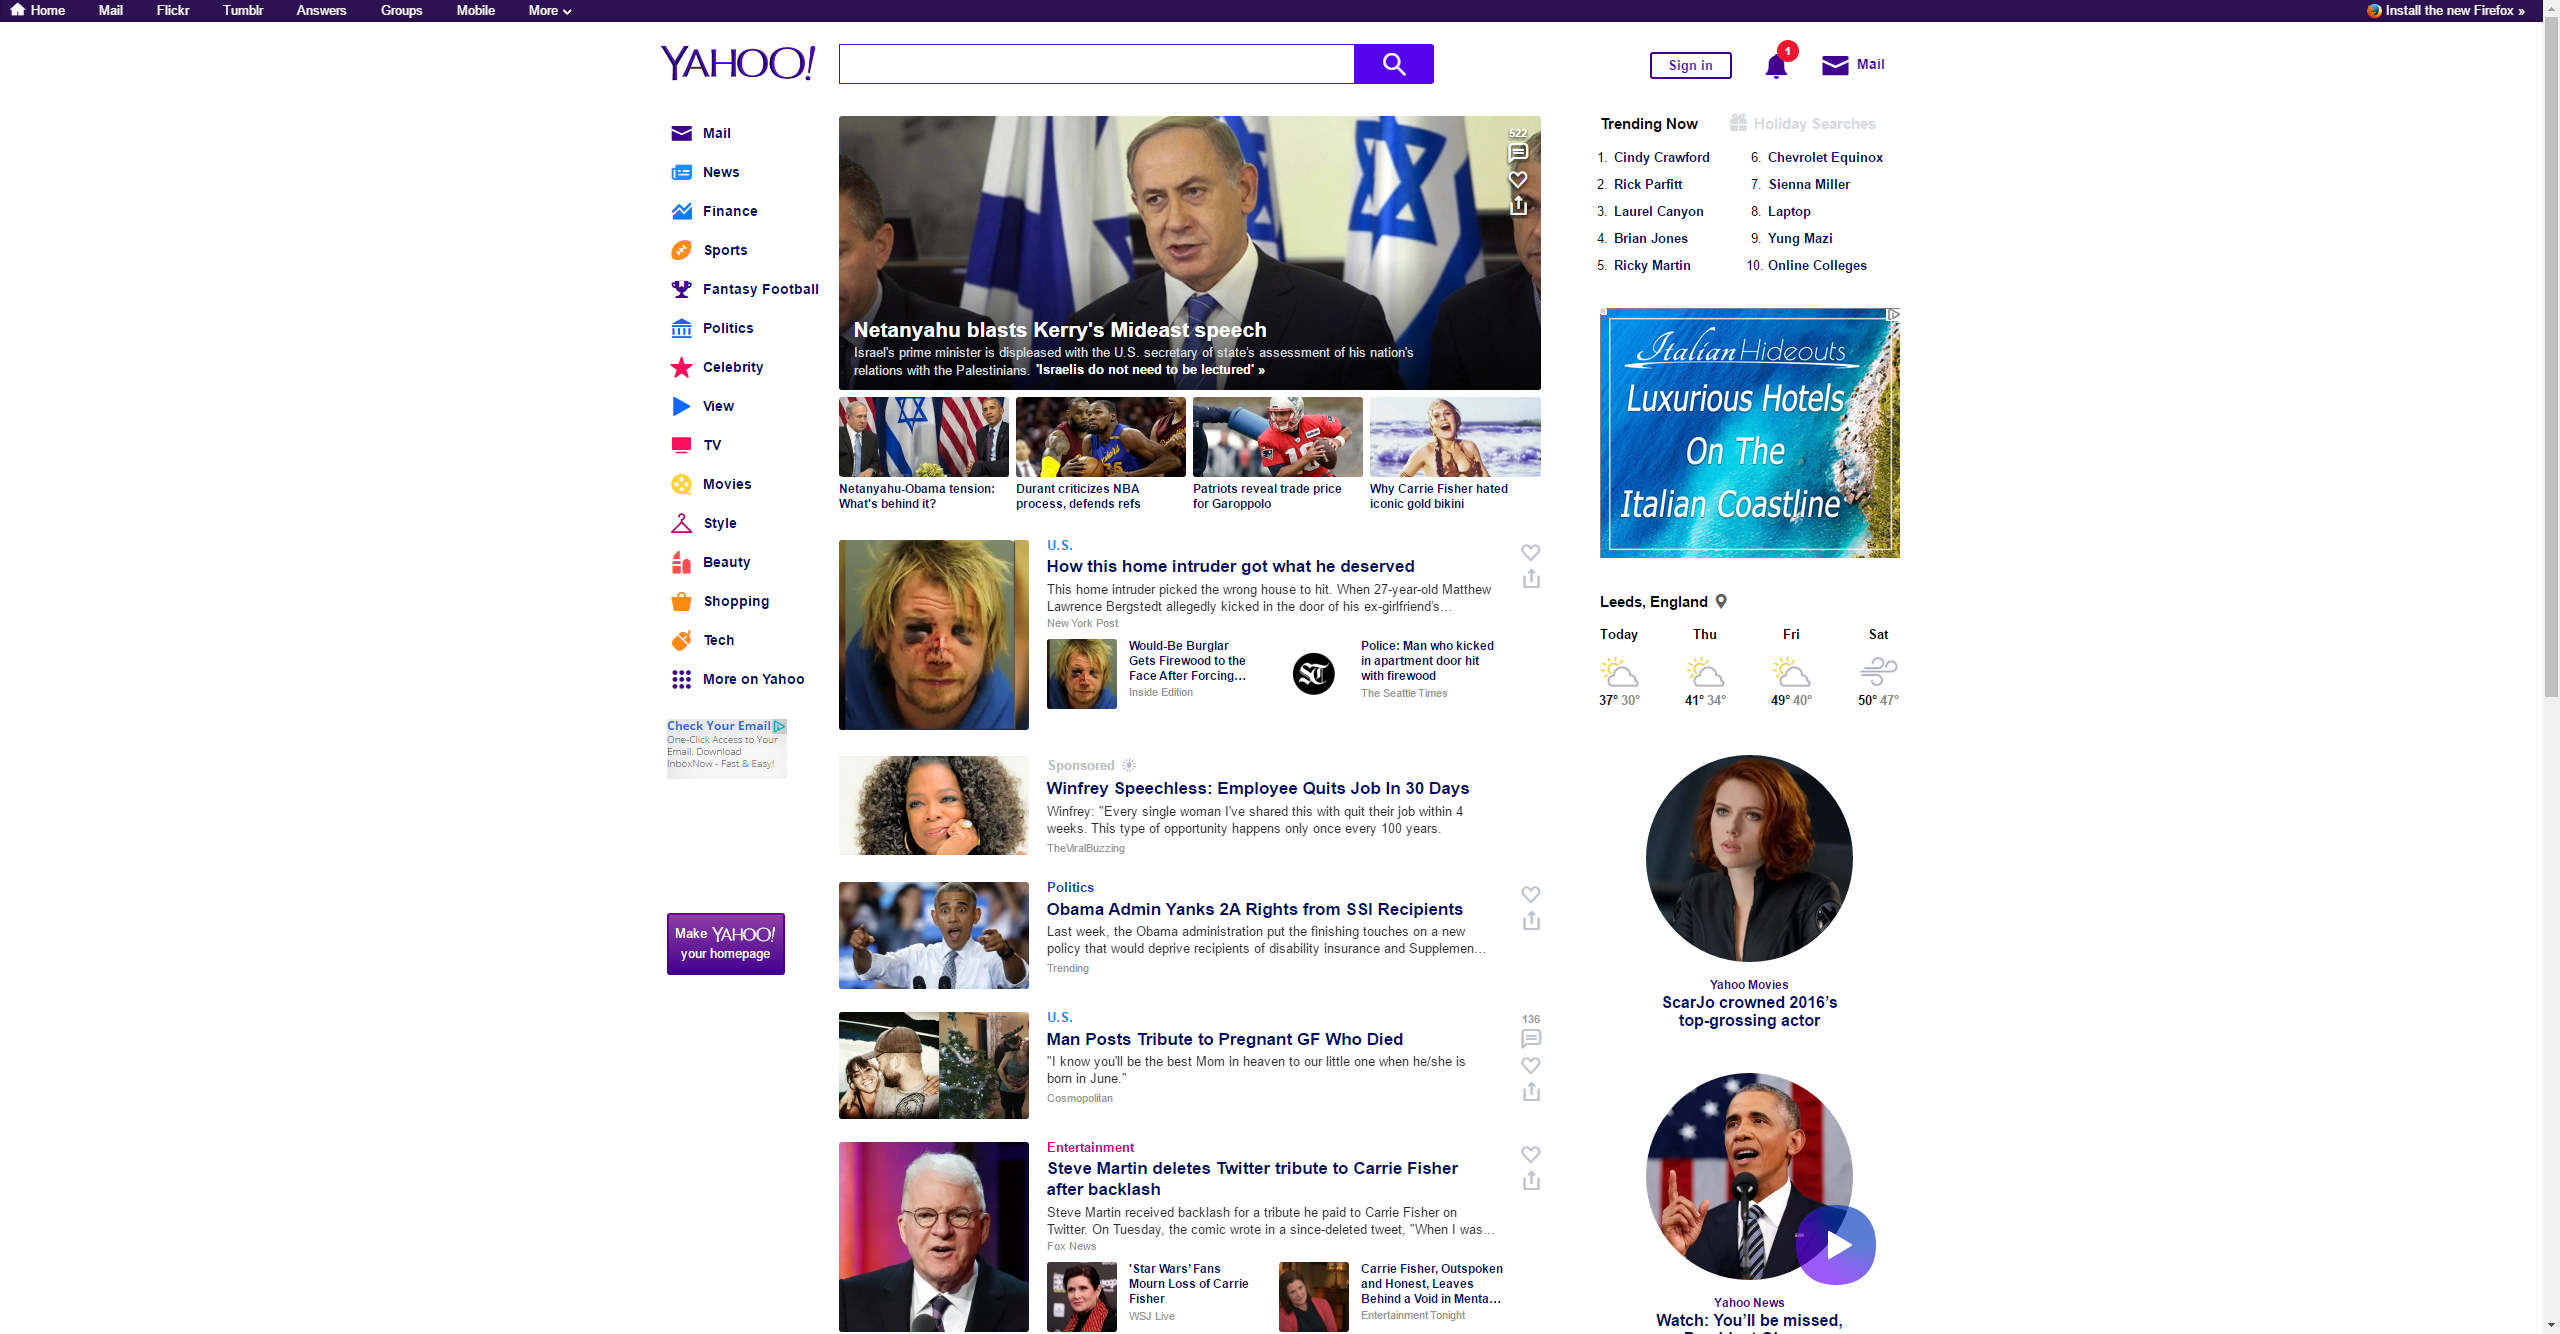 Home Mail Flickr Tumblr Answers Groups Mobile More Install the new Firefox »
YAHOO!
Sign in
1
Mail
Mail
News
Finance
Sports
Fantasy Football
Politics
Celebrity
View
TV
Movies
Style
Beauty
Shopping
Tech
More on Yahoo
Check Your Email
One-Click Access to Your
Email. Download
InboxNow - Fast & Easy!
Make YAHOO!
your homepage
522
Netanyahu blasts Kerry's Mideast speech
Israel's prime minister is displeased with the U.S. secretary of state's assessment of his nation's
relations with the Palestinians. 'Israelis do not need to be lectured' »
Netanyahu-Obama tension:
What's behind it?
Durant criticizes NBA
process, defends refs
Patriots reveal trade price
for Garoppolo
Why Carrie Fisher hated
iconic gold bikini
U.S.
How this home intruder got what he deserved
This home intruder picked the wrong house to hit. When 27-year-old Matthew
Lawrence Bergstedt allegedly kicked in the door of his ex-girlfriend's...
New York Post
Would-Be Burglar
Gets Firewood to the
Face After Forcing...
Inside Edition
Police: Man who kicked
in apartment door hit
with firewood
The Seattle Times
Sponsored
Winfrey Speechless: Employee Quits Job In 30 Days
Winfrey: "Every single woman I've shared this with quit their job within 4
weeks. This type of opportunity happens only once every 100 years.
TheViralBuzzing
Politics
Obama Admin Yanks 2A Rights from SSI Recipients
Last week, the Obama administration put the finishing touches on a new
policy that would deprive recipients of disability insurance and Supplemen...
Trending
U.S.
Man Posts Tribute to Pregnant GF Who Died
"I know you'll be the best Mom in heaven to our little one when he/she is
born in June."
Cosmopolitan
136
Entertainment
Steve Martin deletes Twitter tribute to Carrie Fisher
after backlash
Steve Martin received backlash for a tribute he paid to Carrie Fisher on
Twitter. On Tuesday, the comic wrote in a since-deleted tweet, "When I was...
Fox News
'Star Wars' Fans
Mourn Loss of Carrie
Fisher
WSJ Live
Carrie Fisher, Outspoken
and Honest, Leaves
Behind a Void in Menta...
Entertainment Tonight
Trending Now Holiday Searches
1. Cindy Crawford
2. Rick Parfitt
3. Laurel Canyon
4. Brian Jones
5. Ricky Martin
6. Chevrolet Equinox
7. Sienna Miller
8. Laptop
9. Yung Mazi
10. Online Colleges
Italian Hideouts
Luxurious Hotels
On The
Italian Coastline
Leeds, England
Today Thu Fri Sat
37° 30° 41° 34° 49° 40° 50° 47°
Yahoo Movies
ScarJo crowned 2016's
top-grossing actor
Yahoo News
Watch: You'll be missed,